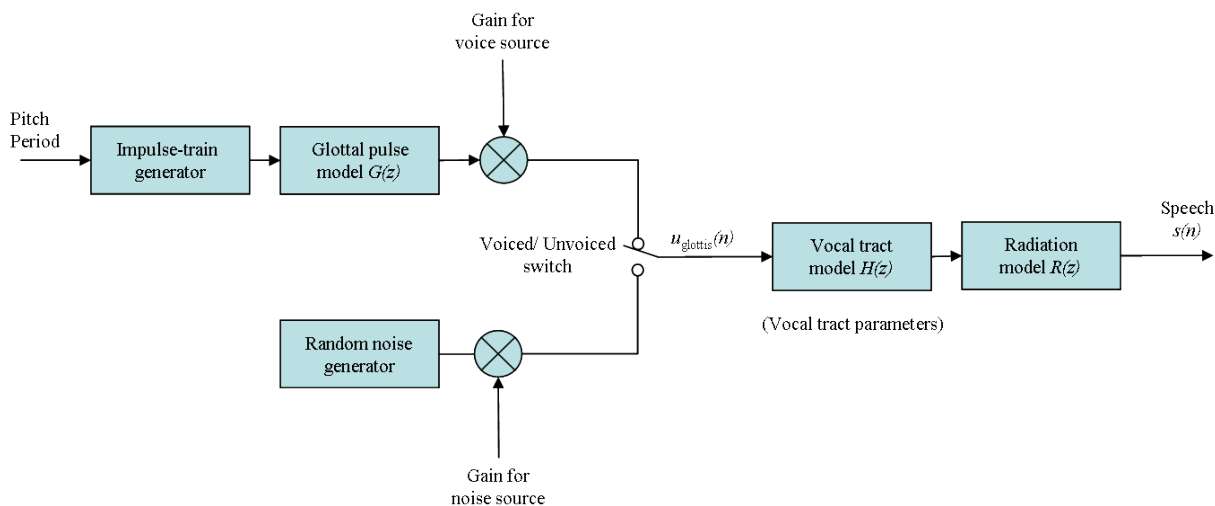 Gain for
voice source
Pitch
Period
Impulse-train
generator
Glottal pulse
model G(z)
Voiced/ Unvoiced
switch
u_glottis(n)
Vocal tract
model H(z)
(Vocal tract parameters)
Radiation
model R(z)
Speech
s(n)
Random noise
generator
Gain for
noise source